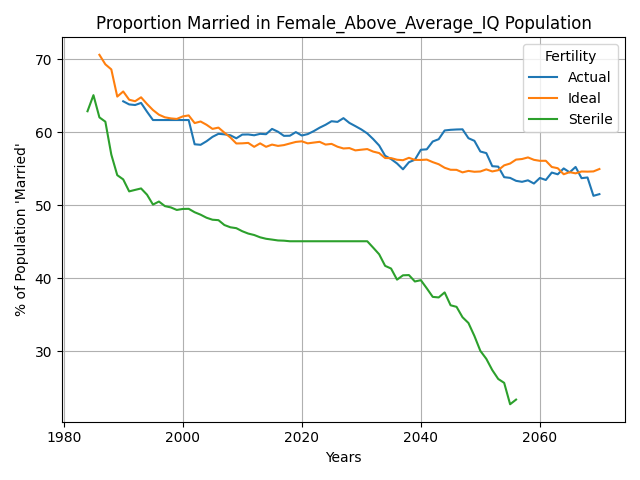 Proportion Married in Female_Above_Average_IQ Population
% of Population 'Married'
70
60
50
40
30
Fertility
Actual
Ideal
Sterile
1980
2000
2020
2040
2060
Years